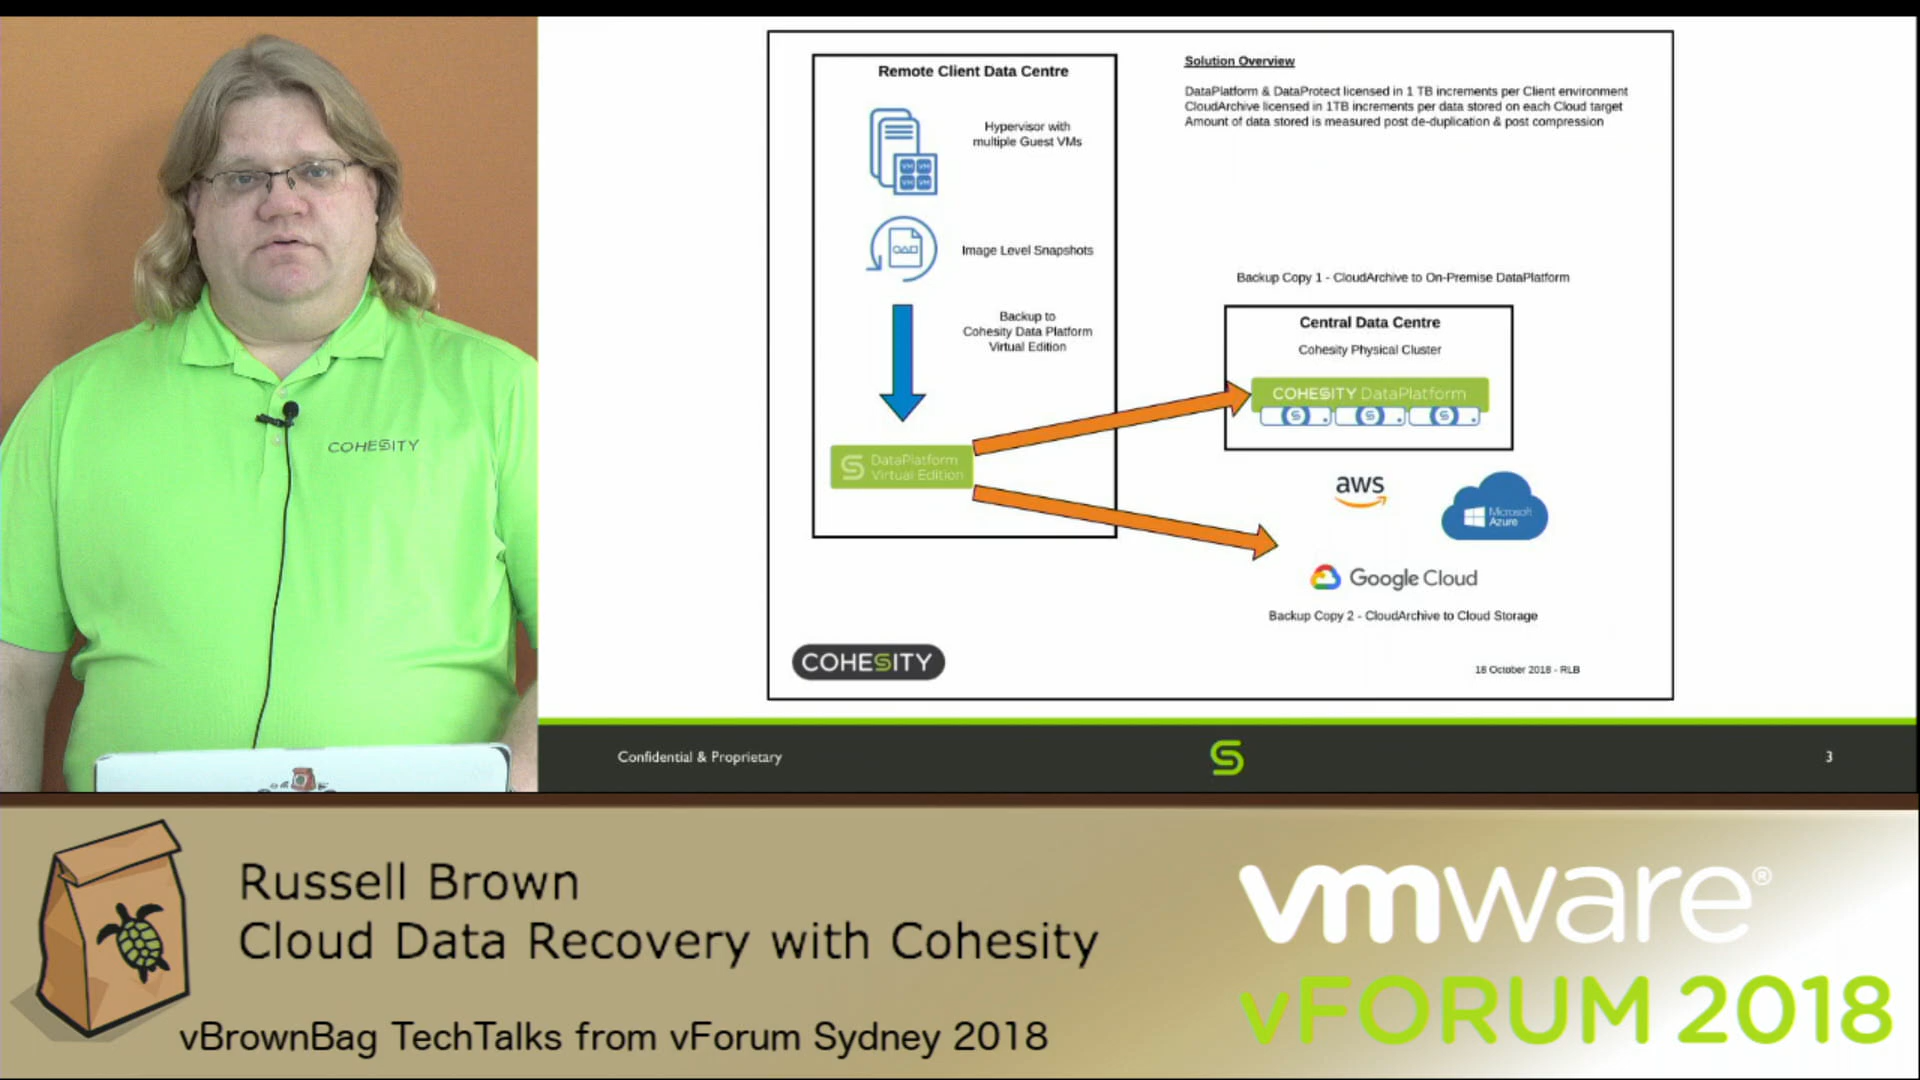 COHESITY
Remote Client Data Centre
Hypervisor with
multiple Guest VMs
VM VM
VM VM
Image Level Snapshots
Backup to
Cohesity Data Platform
Virtual Edition
DataPlatform
Virtual Edition
Solution Overview
DataPlatform & DataProtect licensed in 1 TB increments per Client environment
CloudArchive licensed in 1TB increments per data stored on each Cloud target
Amount of data stored is measured post de-duplication & post compression
Backup Copy 1 - CloudArchive to On-Premise DataPlatform
Central Data Centre
Cohesity Physical Cluster
COHESITY DataPlatform
aws
Microsoft
Azure
Google Cloud
Backup Copy 2 - CloudArchive to Cloud Storage
COHESITY
18 October 2018 - RLB
Confidential & Proprietary
3
Russell Brown
Cloud Data Recovery with Cohesity
vBrownBag TechTalks from vForum Sydney 2018
vmware®
vFORUM 2018